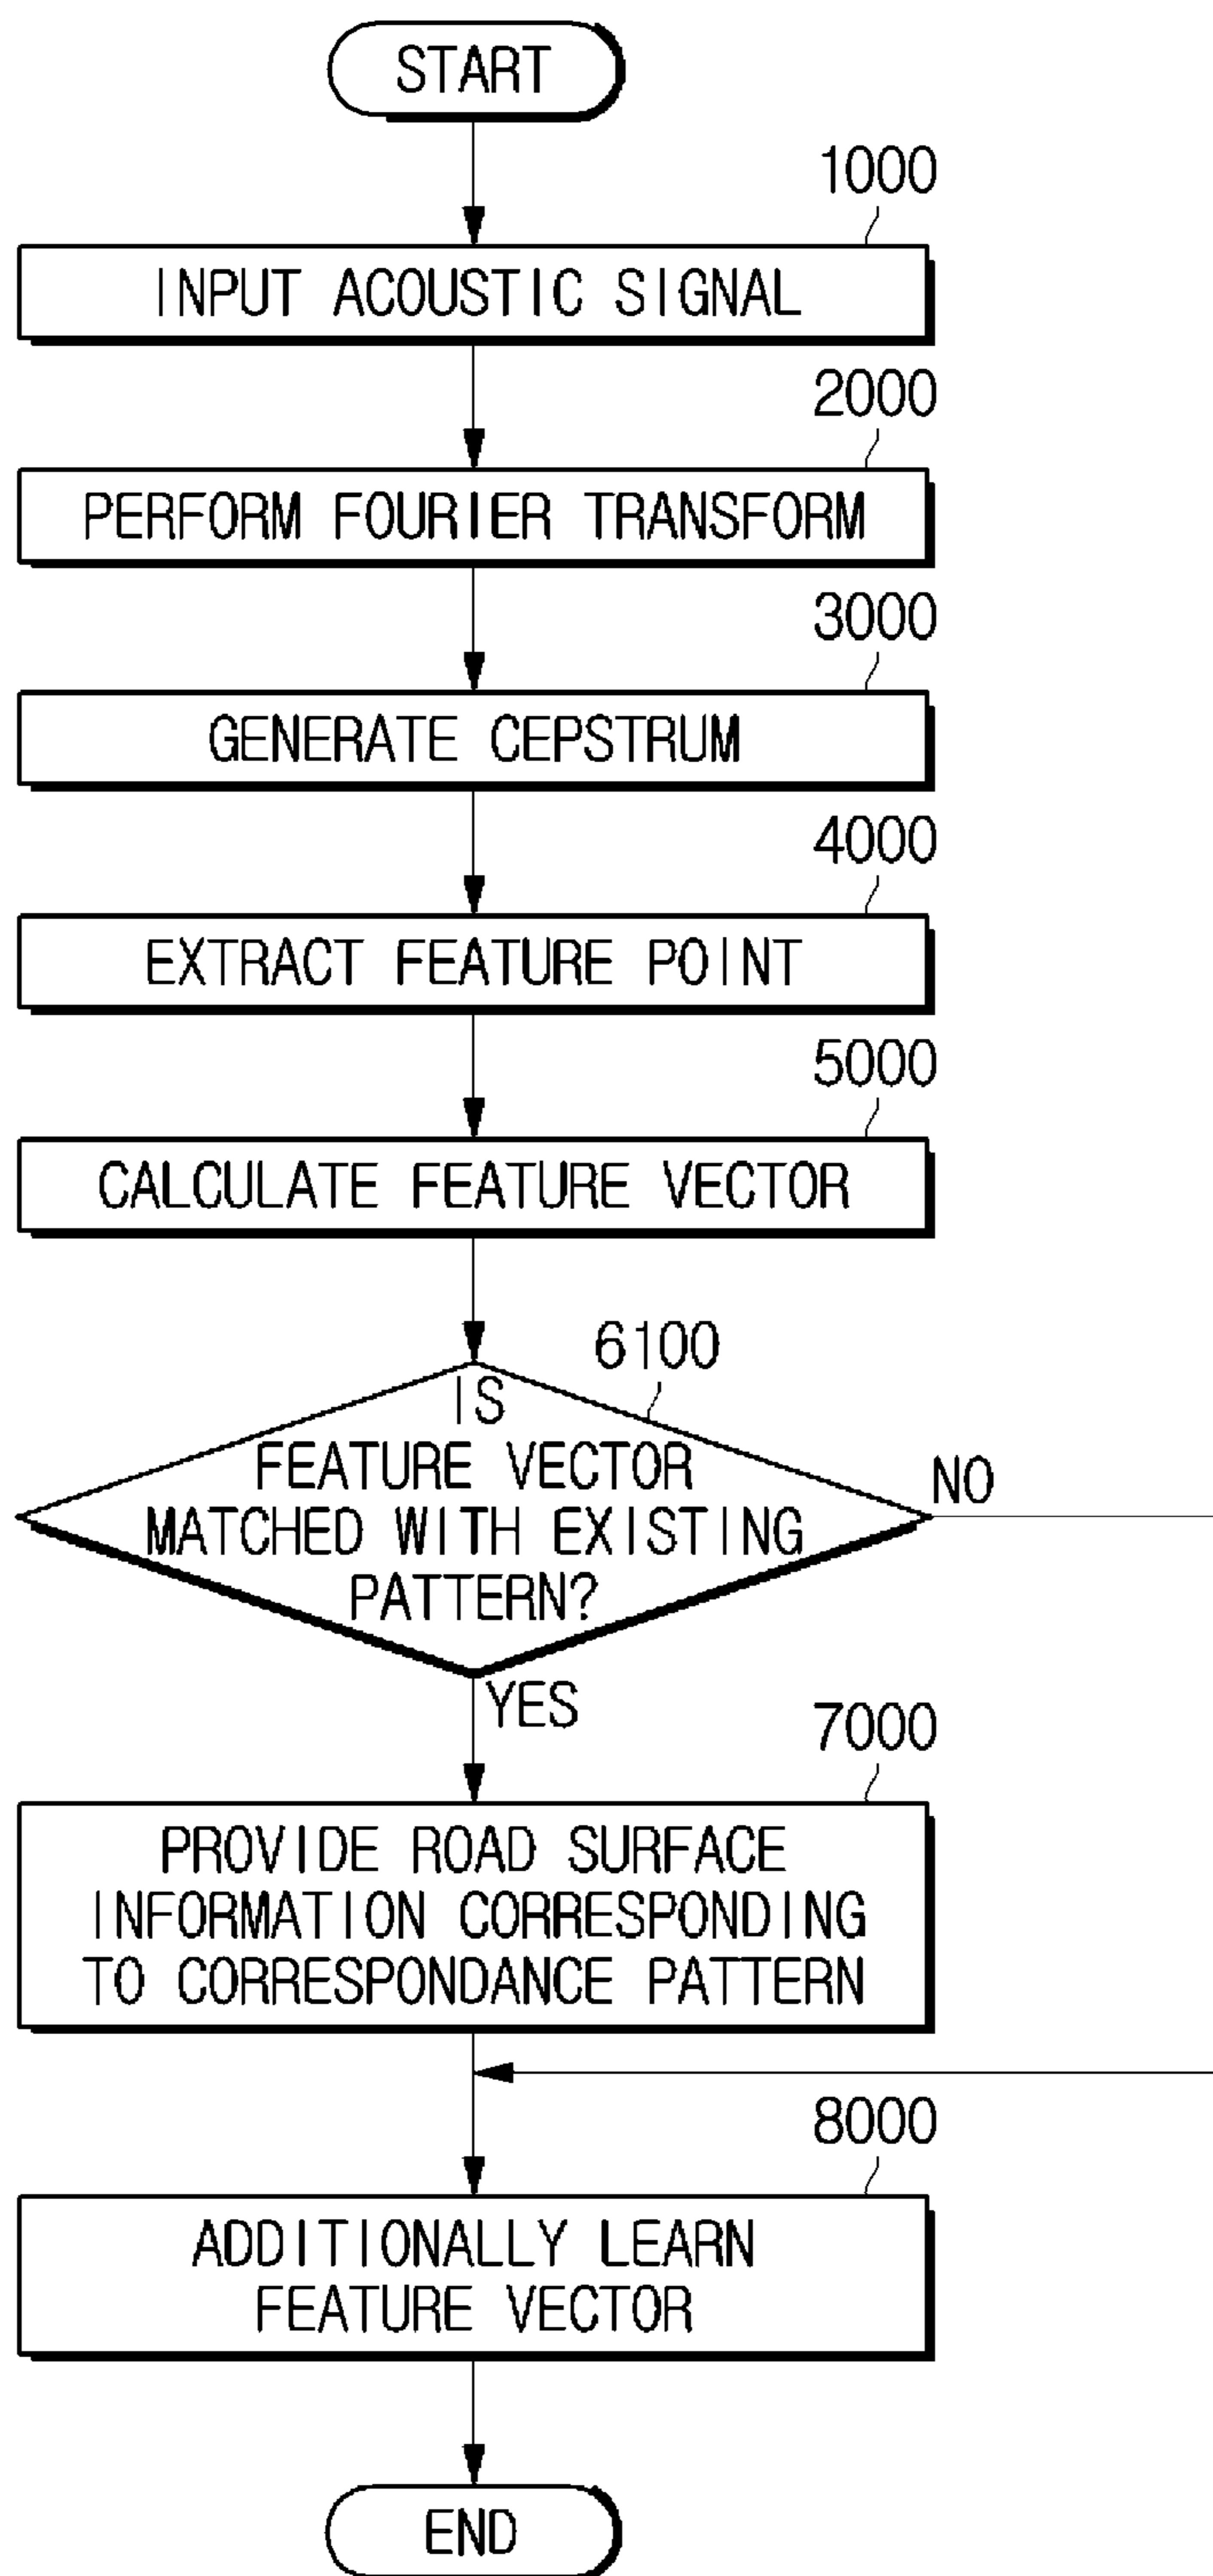 START
1000
INPUT ACOUSTIC SIGNAL
2000
PERFORM FOURIER TRANSFORM
3000
GENERATE CEPSTRUM
4000
EXTRACT FEATURE POINT
5000
CALCULATE FEATURE VECTOR
6100
IS
FEATURE VECTOR
MATCHED WITH EXISTING
PATTERN?
NO
YES
7000
PROVIDE ROAD SURFACE
INFORMATION CORRESPONDING
TO CORRESPONDANCE PATTERN
8000
ADDITIONALLY LEARN
FEATURE VECTOR
END